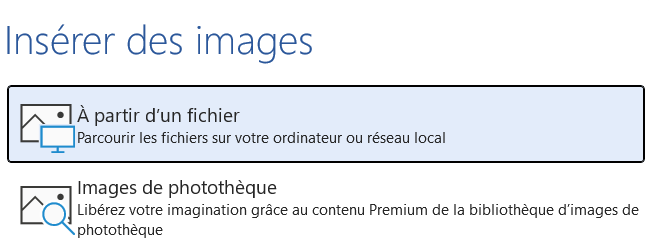 Insérer des images
À partir d’un fichier
Parcourir les fichiers sur votre ordinateur ou réseau local
Images de photothèque
Libérez votre imagination grâce au contenu Premium de la bibliothèque d’images de
photothèque